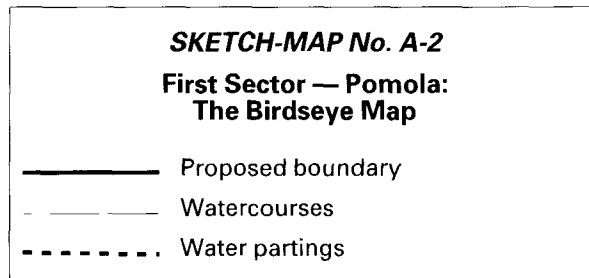 SKETCH-MAP No. A-2
First Sector — Pomola:
The Birdseye Map
Proposed boundary
Watercourses
Water partings